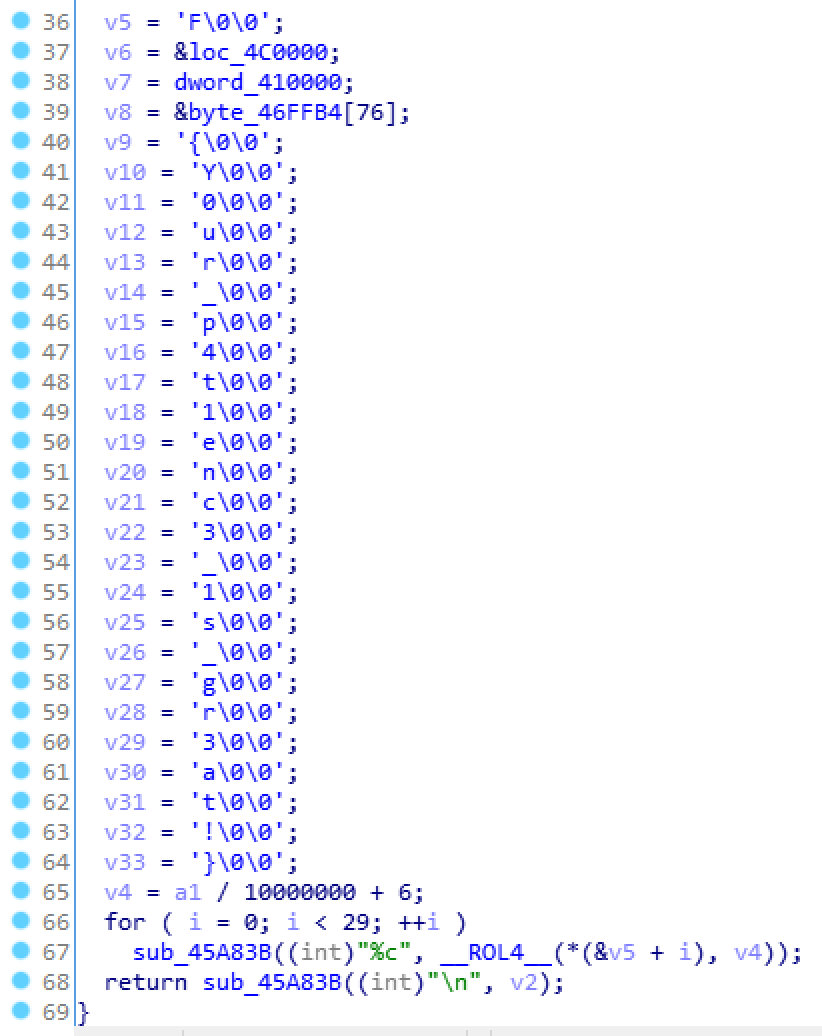 36 v5 = 'F\0\0';
37 v6 = &loc_4C0000;
38 v7 = dword_410000;
39 v8 = &byte_46FFB4[76];
40 v9 = '{\0\0';
41 v10 = 'Y\0\0';
42 v11 = '0\0\0';
43 v12 = 'u\0\0';
44 v13 = 'r\0\0';
45 v14 = '_\0\0';
46 v15 = 'p\0\0';
47 v16 = '4\0\0';
48 v17 = 't\0\0';
49 v18 = '1\0\0';
50 v19 = 'e\0\0';
51 v20 = 'n\0\0';
52 v21 = 'c\0\0';
53 v22 = '3\0\0';
54 v23 = '_\0\0';
55 v24 = '1\0\0';
56 v25 = 's\0\0';
57 v26 = '_\0\0';
58 v27 = 'g\0\0';
59 v28 = 'r\0\0';
60 v29 = '3\0\0';
61 v30 = 'a\0\0';
62 v31 = 't\0\0';
63 v32 = '!\0\0';
64 v33 = '}\0\0';
65 v4 = a1 / 10000000 + 6;
66 for ( i = 0; i < 29; ++i )
67 sub_45A83B((int)"%c", __ROL4__(*(&v5 + i), v4));
68 return sub_45A83B((int)"\n", v2);
69 }